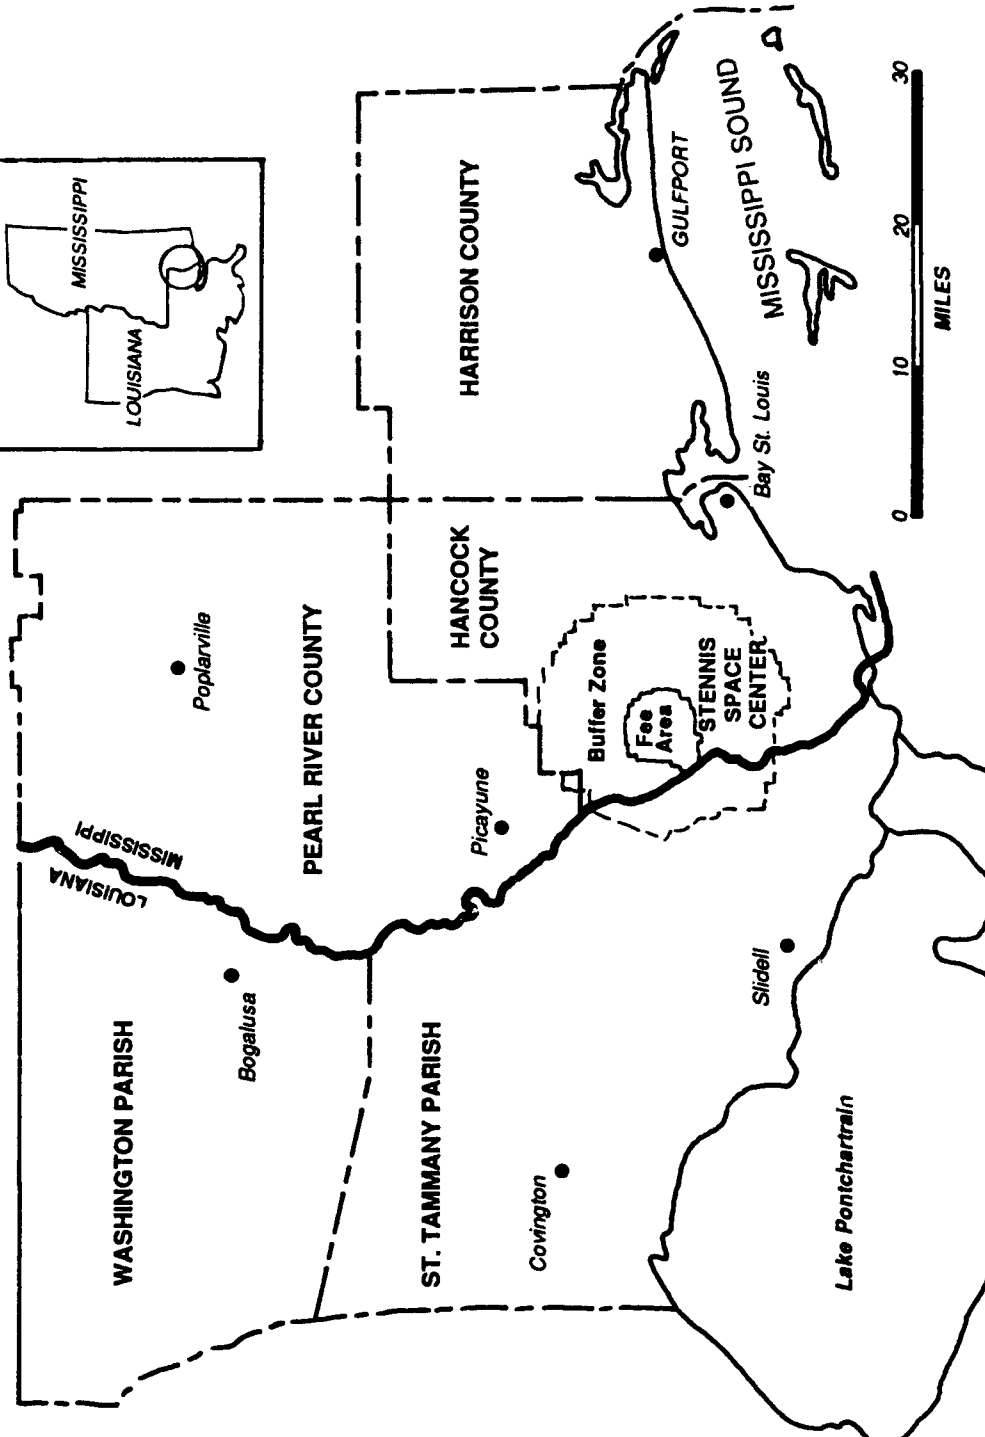 LOUISIANA
MISSISSIPPI
WASHINGTON PARISH
Bogalusa
LOUISIANA
MISSISSIPPI
Poplarville
PEARL RIVER COUNTY
HARRISON COUNTY
ST. TAMMANY PARISH
Picayune
HANCOCK
COUNTY
Covington
Buffer Zone
Fee
Area
STENNIS
SPACE
CENTER
GULFPORT
Slidell
Bay St. Louis
MISSISSIPPI SOUND
Lake Pontchartrain
0 10 20 30
MILES